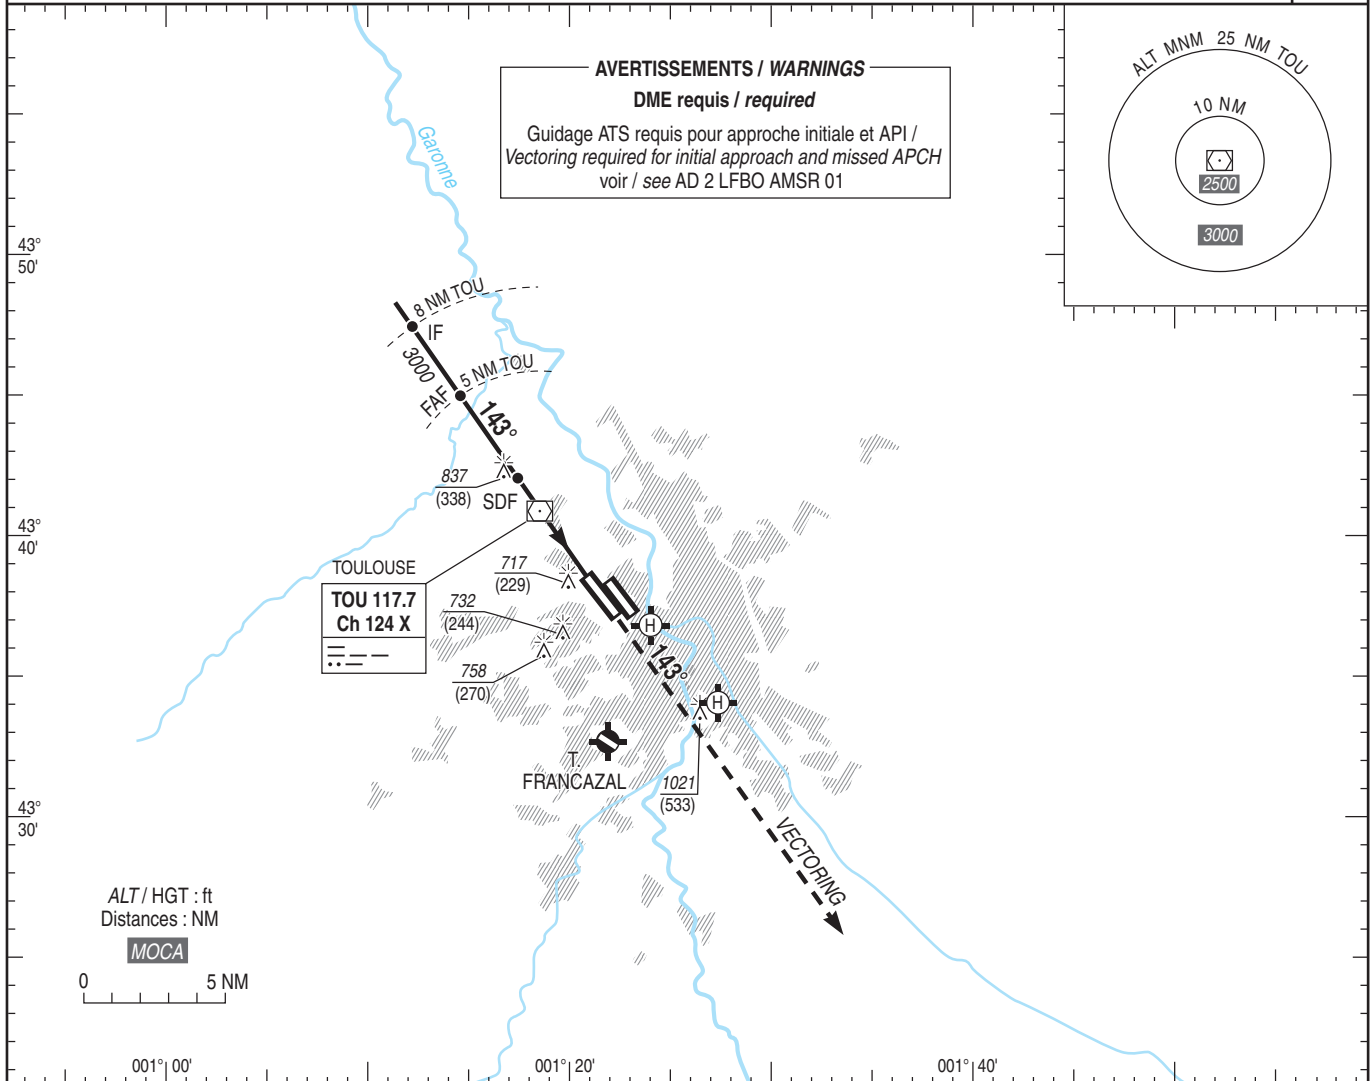 AVERTISSEMENTS / WARNINGS
DME requis / required
Guidage ATS requis pour approche initiale et API /
Vectoring required for initial approach and missed APCH
voir / see AD 2 LFBO AMSR 01
ALT MNM 25 NM TOU
10 NM
2500
3000
Garonne
43°
50'
8 NM TOU
IF
3000
5 NM TOU
FAF
143°
837
(338)
SDF
43°
40'
TOULOUSE
TOU 117.7
Ch 124 X
717
(229)
732
(244)
758
(270)
H
143°
H
T.
FRANCAZAL
1021
(533)
43°
30'
VECTORING
ALT / HGT : ft
Distances : NM
MOCA
0 5 NM
001° 00'
001° 20'
001° 40'